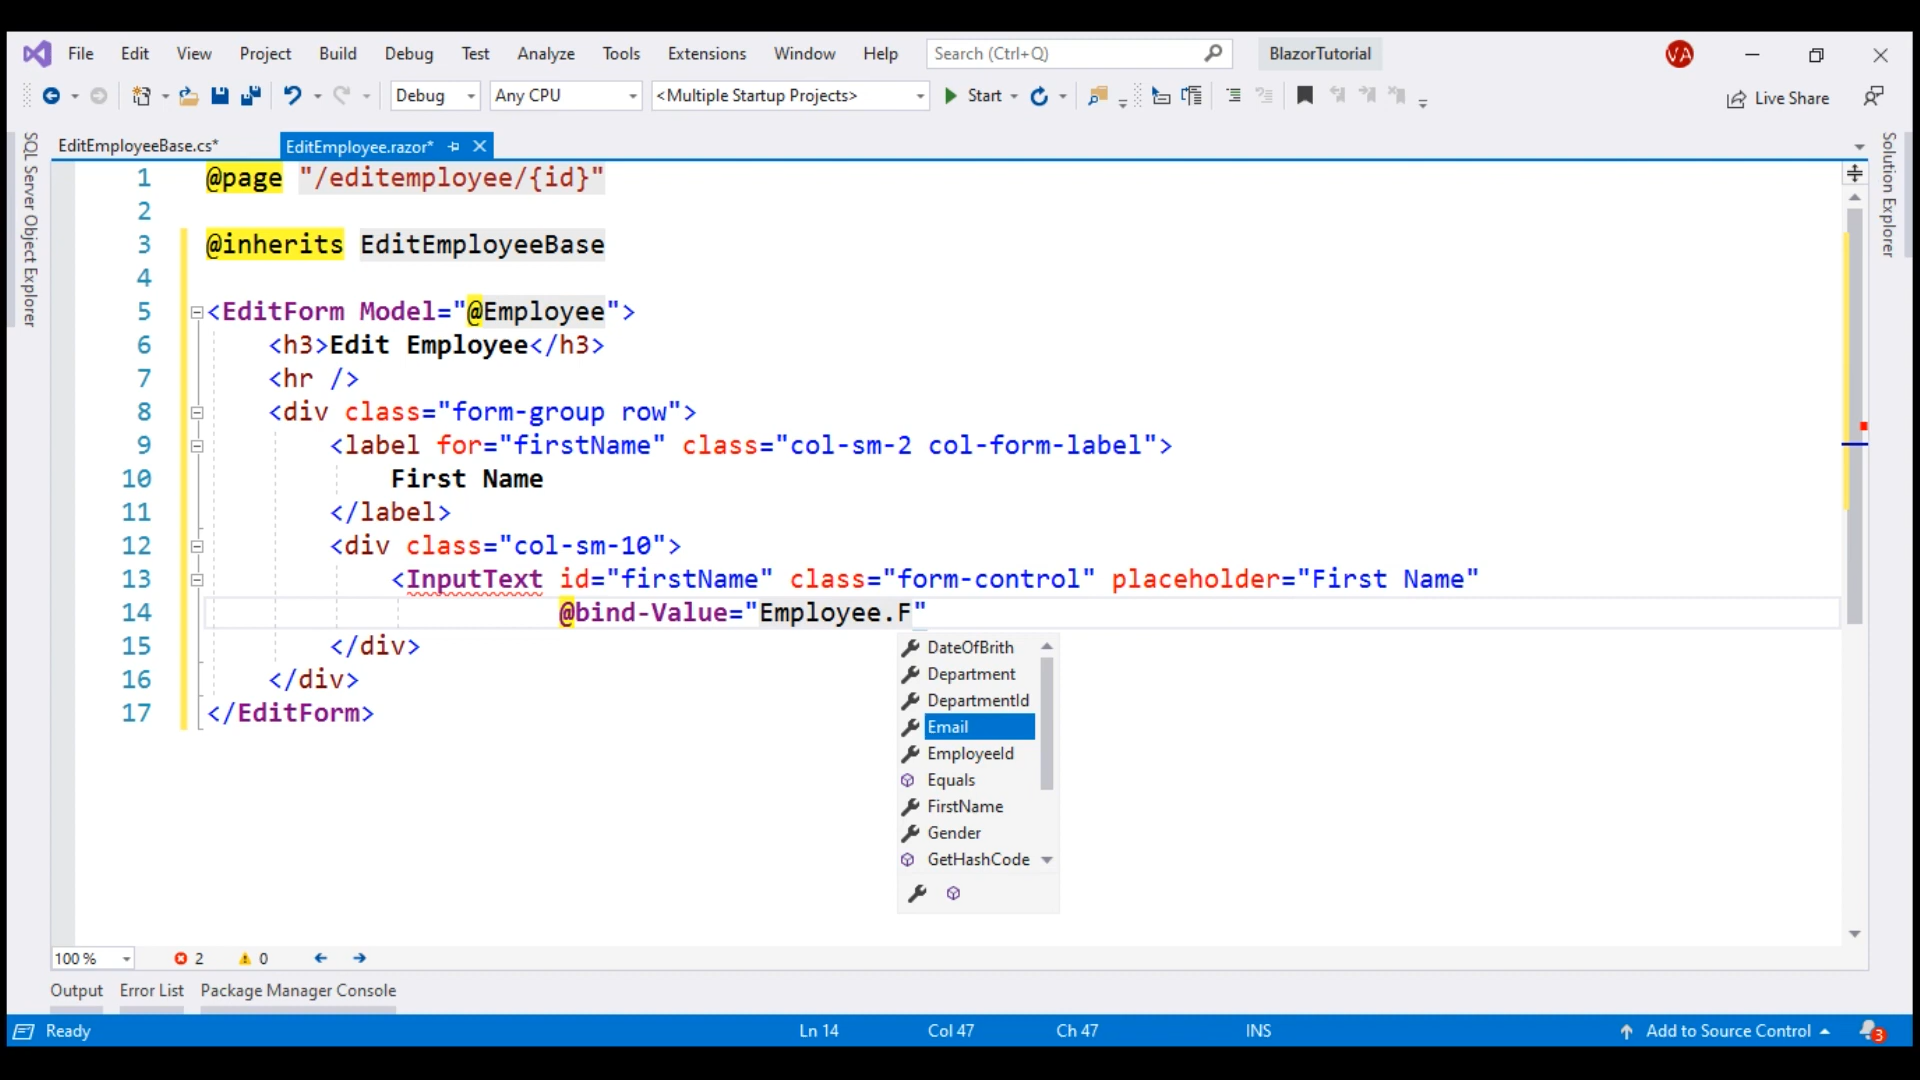 File Edit View Project Build Debug Test Analyze Tools Extensions Window Help Search (Ctrl+Q) BlazorTutorial VA
Debug Any CPU <Multiple Startup Projects> Start Live Share
SQL Server Object Explorer
Solution Explorer
EditEmployeeBase.cs* EditEmployee.razor*
1 @page "/editemployee/{id}"
2
3 @inherits EditEmployeeBase
4
5 <EditForm Model="@Employee">
6 <h3>Edit Employee</h3>
7 <hr />
8 <div class="form-group row">
9 <label for="firstName" class="col-sm-2 col-form-label">
10 First Name
11 </label>
12 <div class="col-sm-10">
13 <InputText id="firstName" class="form-control" placeholder="First Name"
14 @bind-Value="Employee.F"
15 </div>
16 </div>
17 </EditForm>
DateOfBrith
Department
DepartmentId
Email
EmployeeId
Equals
FirstName
Gender
GetHashCode
100 % 2 0
Output Error List Package Manager Console
Ready Ln 14 Col 47 Ch 47 INS Add to Source Control 3